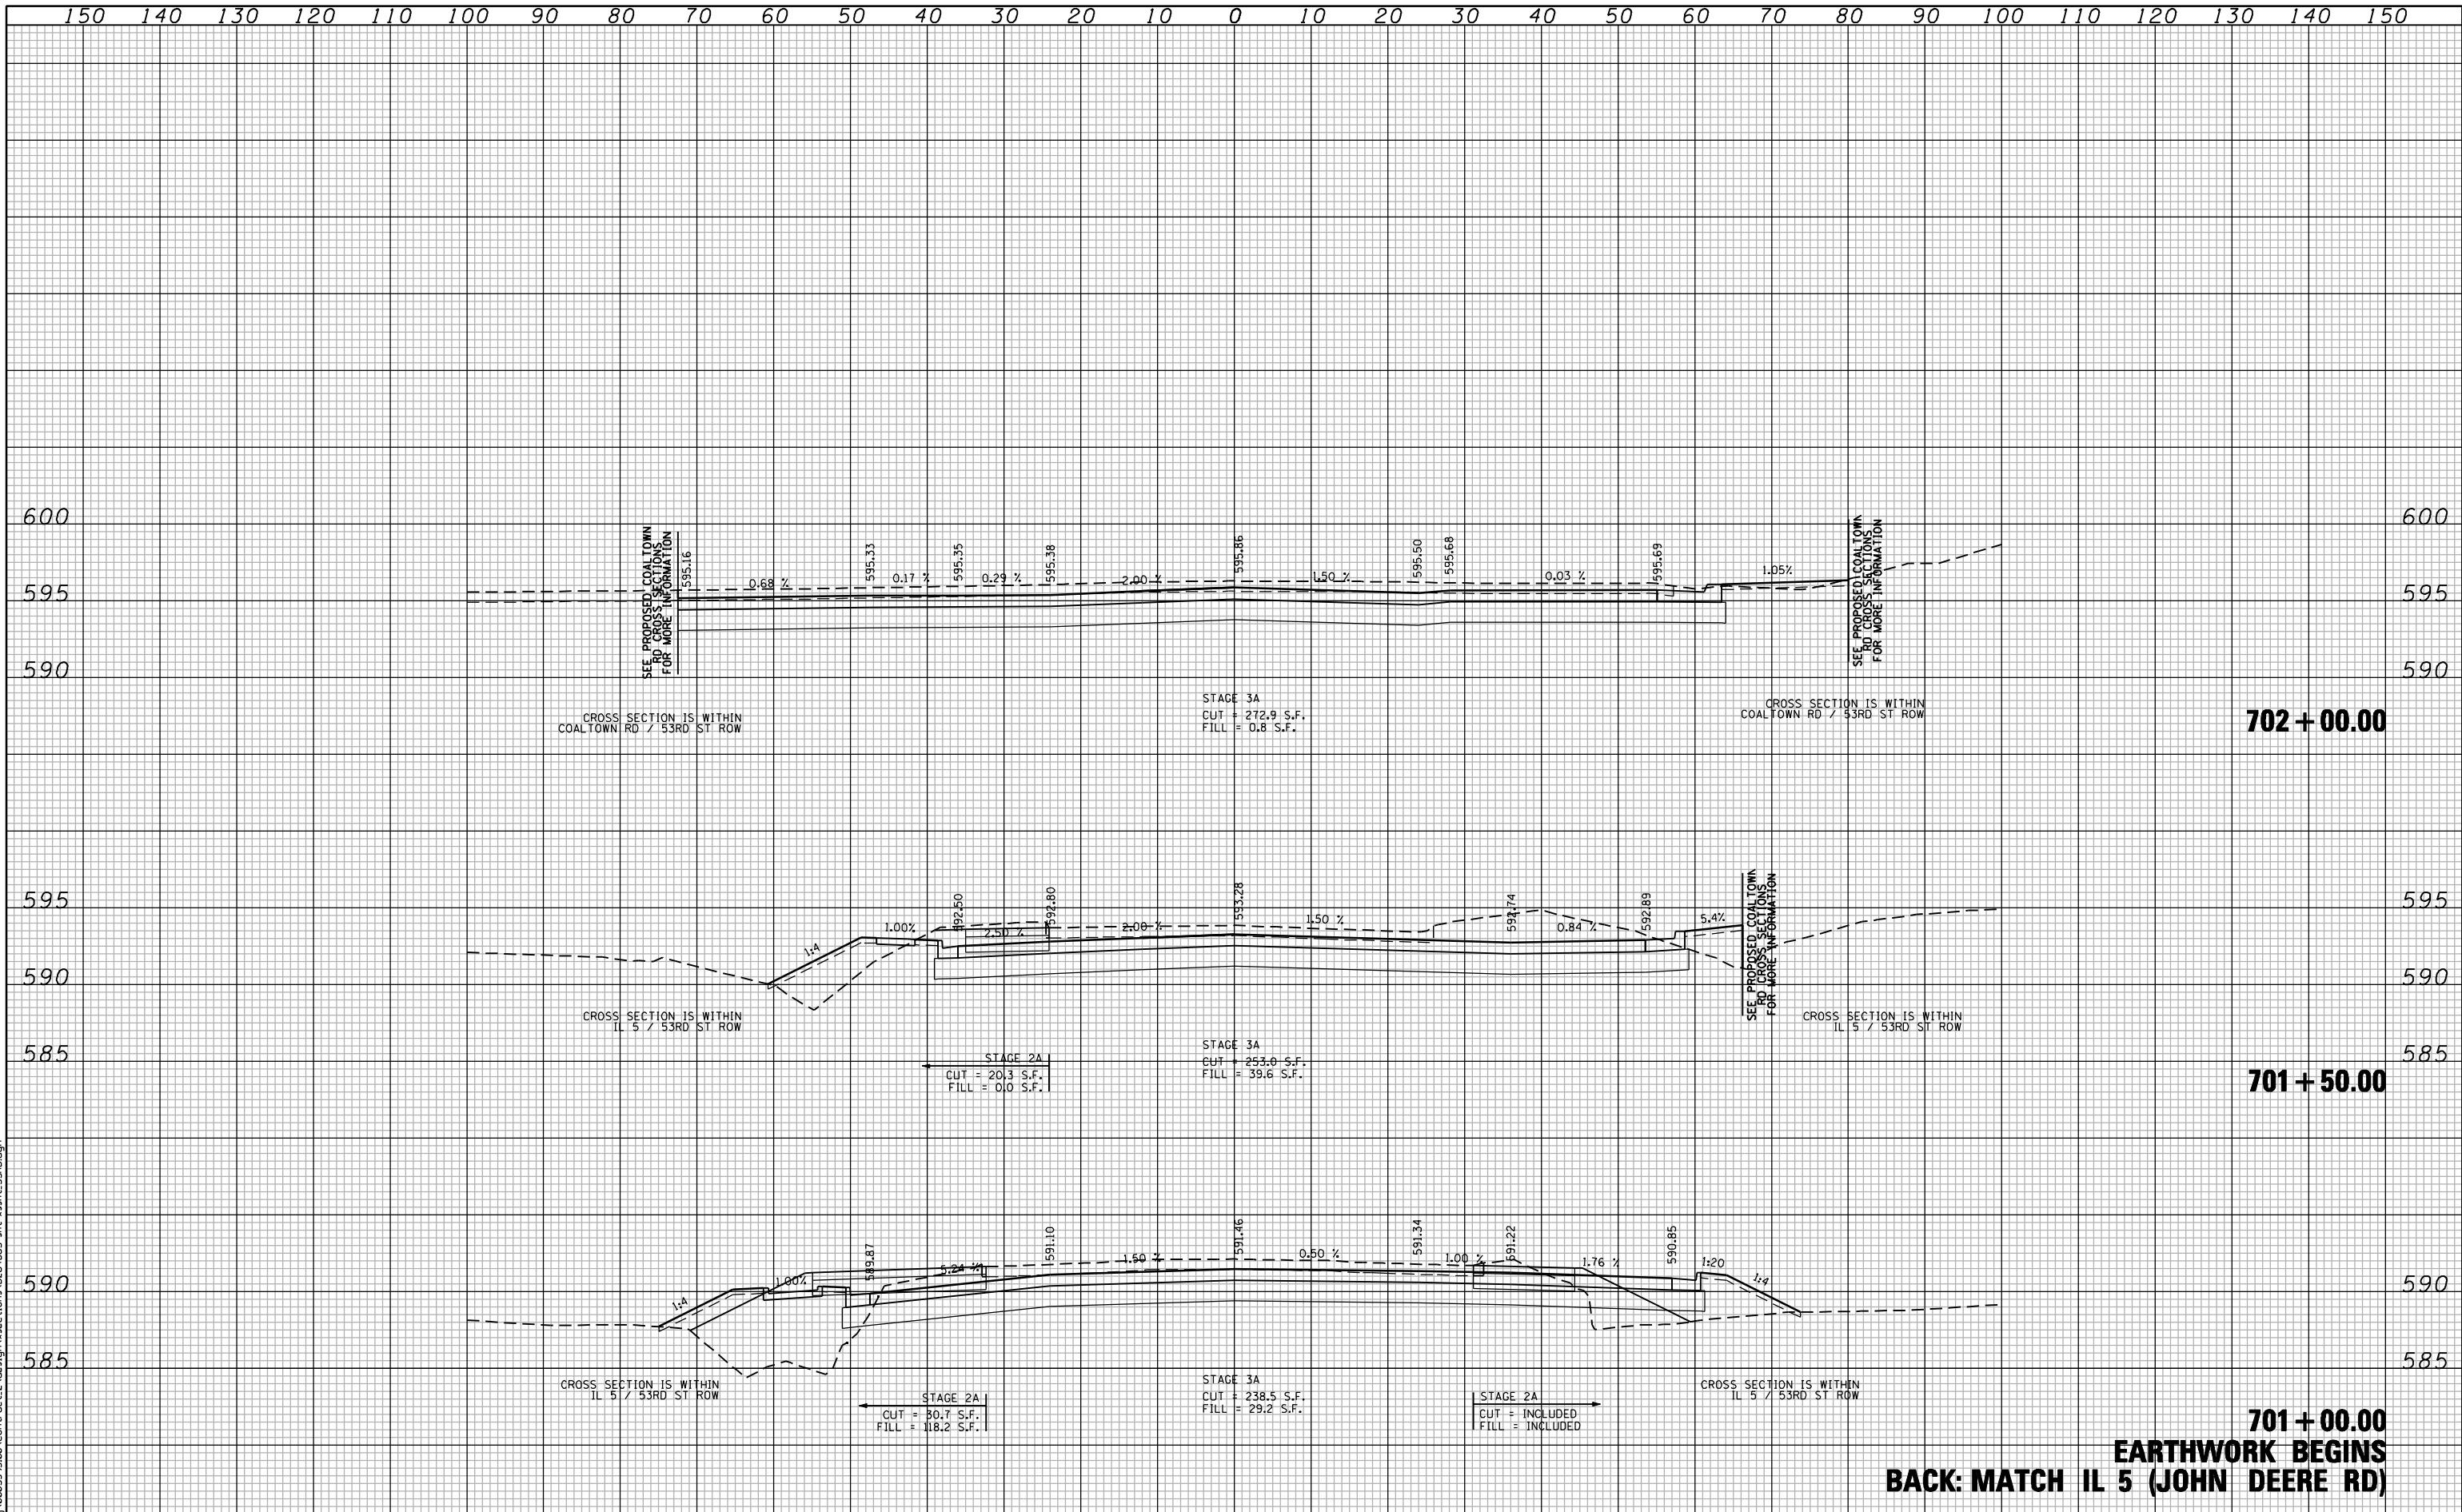 150 140 130 120 110 100 90 80 70 60 50 40 30 20 10 0 10 20 30 40 50 60 70 80 90 100 110 120 130 140 150
600 600
SEE PROPOSED COALTOWN
RD CROSS SECTIONS
FOR MORE INFORMATION
595.16
595.33
595.35
595.38
595.86
595.50
595.68
595.69
SEE PROPOSED COALTOWN
RD CROSS SECTIONS
FOR MORE INFORMATION
0.68 % 0.17 % 0.29 % 2.00 % 1.50 % 0.03 % 1.05%
595 595
590 590
CROSS SECTION IS WITHIN
COALTOWN RD / 53RD ST ROW
STAGE 3A
CUT = 272.9 S.F.
FILL = 0.8 S.F.
CROSS SECTION IS WITHIN
COALTOWN RD / 53RD ST ROW
702+00.00
595 595
592.50
592.80
593.28
592.74
592.89
SEE PROPOSED COALTOWN
RD CROSS SECTIONS
FOR MORE INFORMATION
1:4 1.00% 2.50 % 2.00 % 1.50 % 0.84 % 5.4%
590 590
CROSS SECTION IS WITHIN
IL 5 / 53RD ST ROW
CROSS SECTION IS WITHIN
IL 5 / 53RD ST ROW
585 585
STAGE 2A
CUT = 20.3 S.F.
FILL = 0.0 S.F.
STAGE 3A
CUT = 253.0 S.F.
FILL = 39.6 S.F.
701+50.00
589.87
591.10
591.46
591.34
591.22
590.85
1:4 1.00% 5.24 % 1.50 % 0.50 % 1.00 % 1.76 % 1:20 1:4
590 590
585 585
CROSS SECTION IS WITHIN
IL 5 / 53RD ST ROW
STAGE 2A
CUT = 30.7 S.F.
FILL = 118.2 S.F.
STAGE 3A
CUT = 238.5 S.F.
FILL = 29.2 S.F.
STAGE 2A
CUT = INCLUDED
FILL = INCLUDED
CROSS SECTION IS WITHIN
IL 5 / 53RD ST ROW
701+00.00
EARTHWORK BEGINS
BACK: MATCH IL 5 (JOHN DEERE RD)